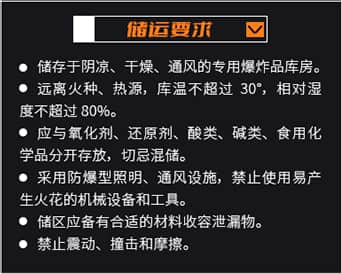 储运要求
● 储存于阴凉、干燥、通风的专用爆炸品库房。
● 远离火种、热源，库温不超过 30°，相对湿
度不超过 80%。
● 应与氧化剂、还原剂、酸类、碱类、食用化
学品分开存放，切忌混储。
● 采用防爆型照明、通风设施，禁止使用易产
生火花的机械设备和工具。
● 储区应备有合适的材料收容泄漏物。
● 禁止震动、撞击和摩擦。